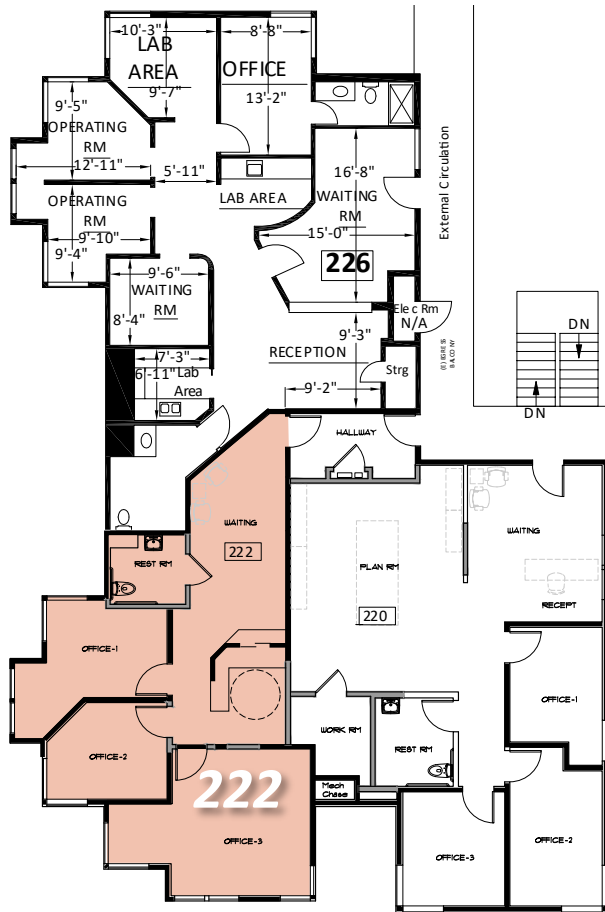 10'-3"
LAB
AREA
9'-7"
8'-8"
OFFICE
13'-2"
9'-5"
OPERATING
RM
12'-11"
5'-11"
OPERATING
RM
9'-10"
9'-4"
LAB AREA
16'-8"
WAITING
RM
15'-0"
226
External Circulation
9'-6"
WAITING
RM
8'-4"
Elec Rm
N/A
(E) EGRESS
BALCONY
9'-3"
RECEPTION
9'-2"
Strg
7'-3"
6'-11"
Lab
Area
DN
DN
HALLWAY
WAITING
222
REST RM
PLAN RM
220
WAITING
RECEPT
OFFICE-1
OFFICE-2
222
OFFICE-3
WORK RM
REST RM
Mech
Chase
OFFICE-1
OFFICE-2
OFFICE-3